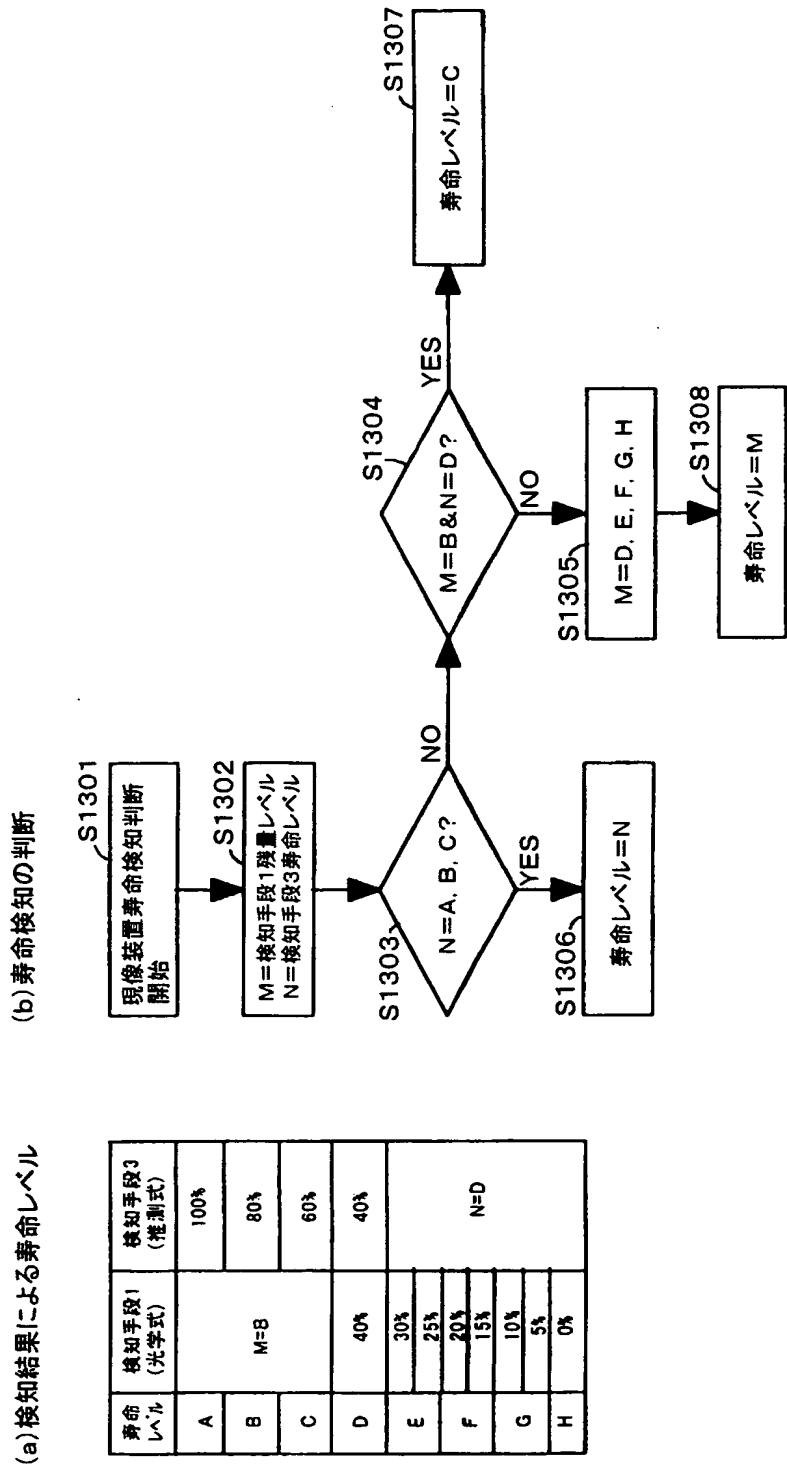 (a)検知結果による寿命レベル
寿命レベル
検知手段1
(光学式)
検知手段3
(推測式)
A
M=B
100%
B
80%
C
60%
D
40%
40%
E
30%
25%
N=D
F
20%
15%
G
10%
5%
H
0%
(b)寿命検知の判断
S1301
現像装置寿命検知判断
開始
S1302
M=検知手段1残量レベル
N=検知手段3寿命レベル
S1303
N=A, B, C?
YES
NO
S1306
寿命レベル=N
S1304
M=B&N=D?
YES
NO
S1307
寿命レベル=C
S1305
M=D, E, F, G, H
S1308
寿命レベル=M